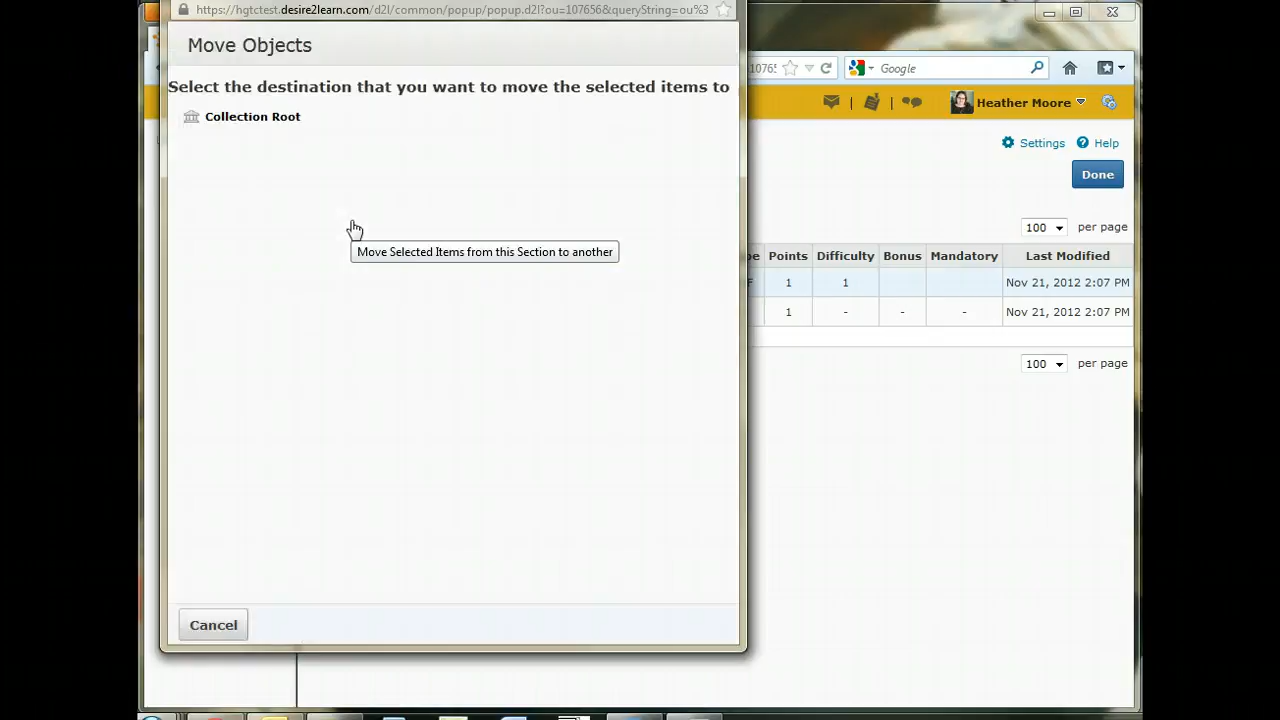 https://hgtctest.desire2learn.com/d2l/common/popup/popup.d2l?ou=107656&queryString=ou%3
Move Objects
Select the destination that you want to move the selected items to
Collection Root
Move Selected Items from this Section to another
Cancel
Google
Heather Moore
Settings Help
Done
100 per page
Points Difficulty Bonus Mandatory Last Modified
1 1 Nov 21, 2012 2:07 PM
1 - - - Nov 21, 2012 2:07 PM
100 per page